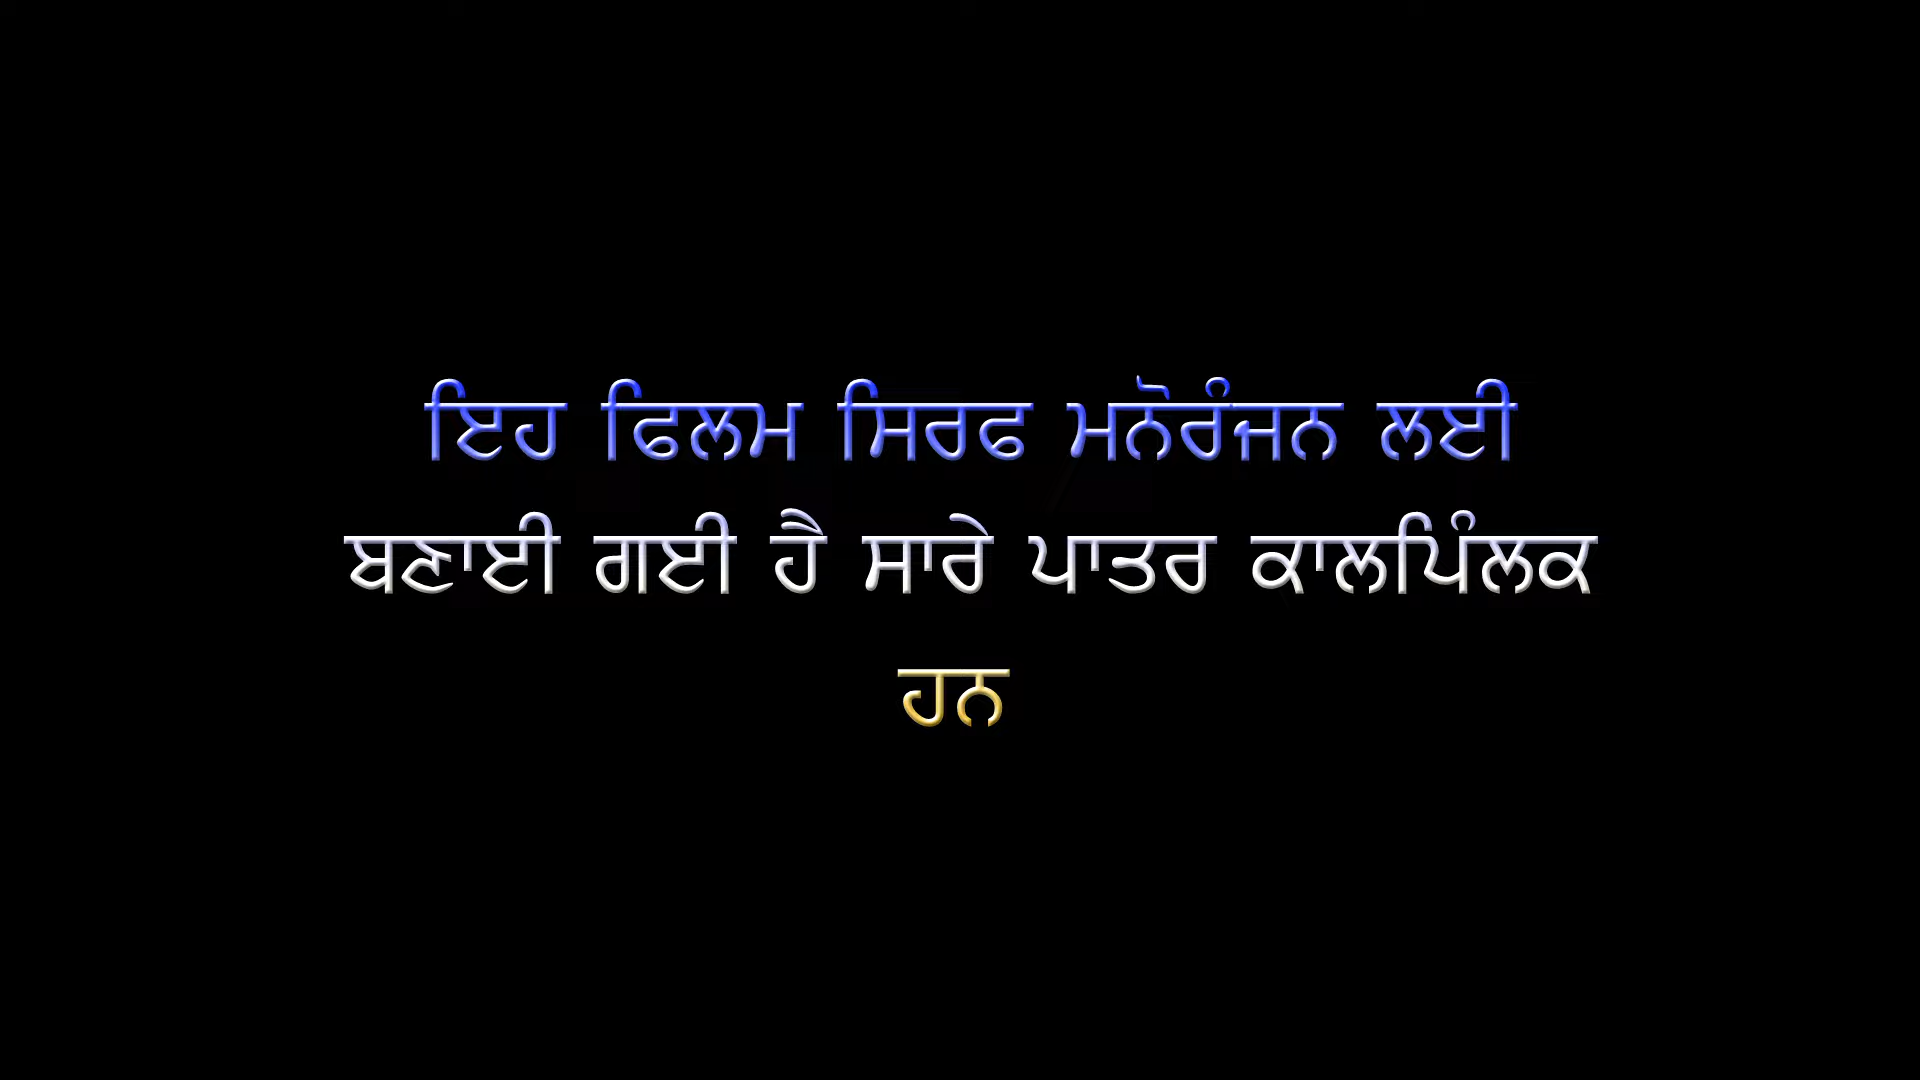 ਇਹ ਫਿਲਮ ਸਿਰਫ ਮਨੋਰੰਜਨ ਲਈ
ਬਣਾਈ ਗਈ ਹੈ ਸਾਰੇ ਪਾਤਰ ਕਾਲਪਿੰਲਕ
ਹਨ